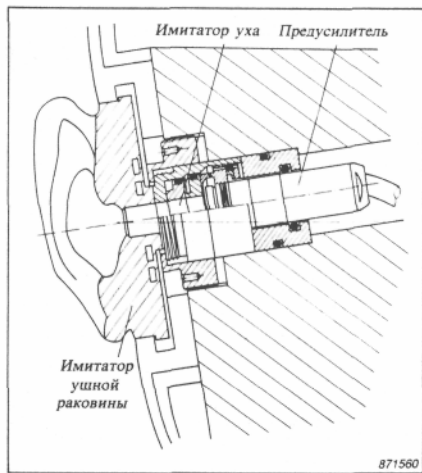 Имитатор уха
Предусилитель
Имитатор
ушной
раковины
871560